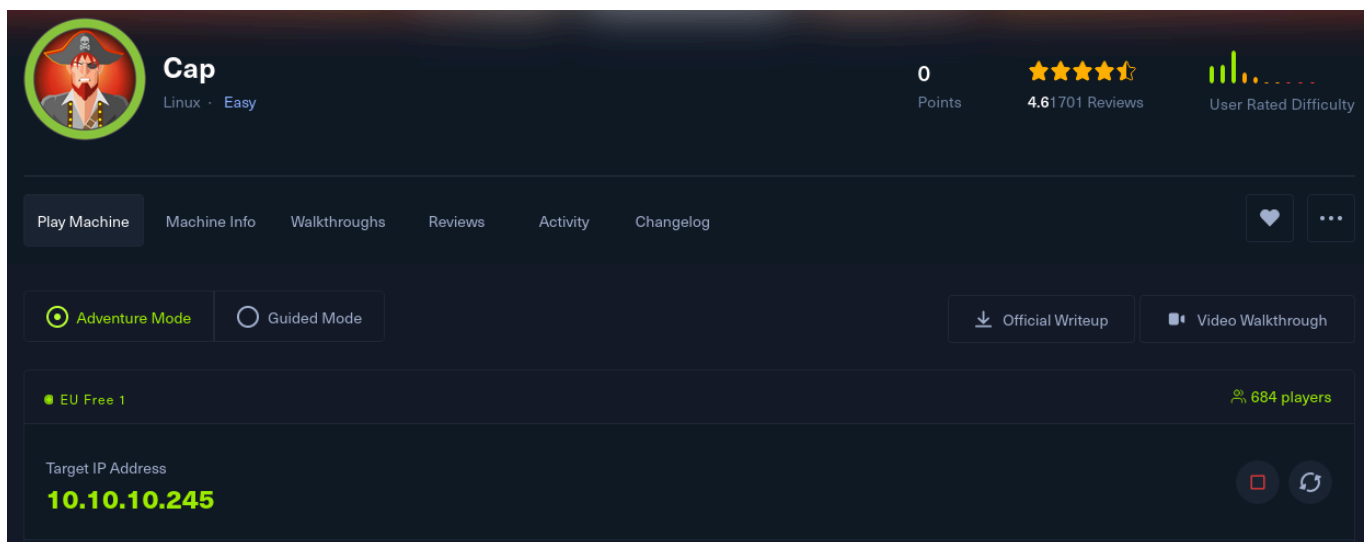 Cap
Linux · Easy
0
Points
4.61701 Reviews
User Rated Difficulty
Play Machine
Machine Info
Walkthroughs
Reviews
Activity
Changelog
Adventure Mode
Guided Mode
Official Writeup
Video Walkthrough
EU Free 1
684 players
Target IP Address
10.10.10.245